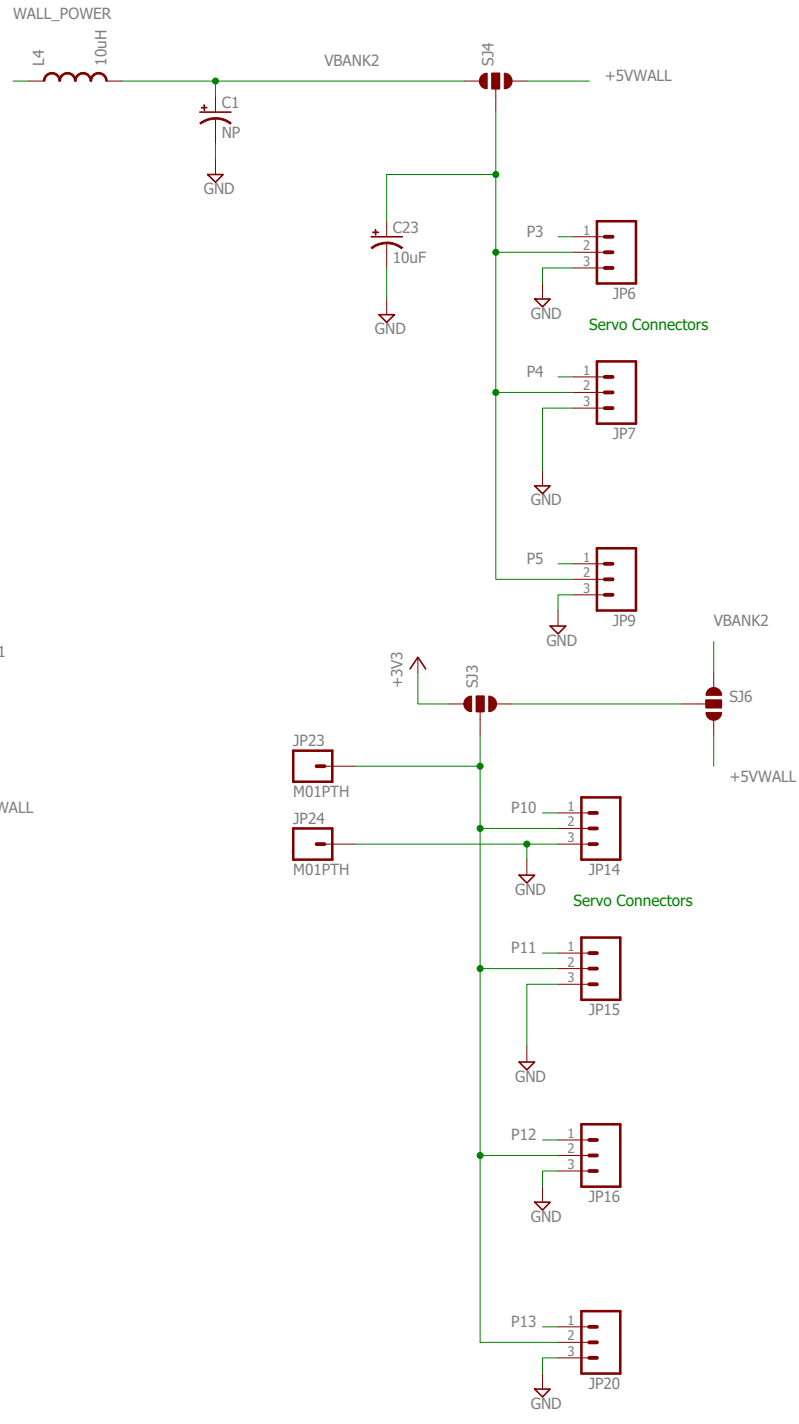 WALL_POWER
L4
10uH
VBANK2
SJ4
+5VWALL
C1
NP
GND
C23
10uF
GND
P3
1
2
3
JP6
GND
Servo Connectors
P4
1
2
3
JP7
GND
P5
1
2
3
JP9
GND
VBANK2
1
+3V3
SJ3
SJ6
JP23
M01PTH
+5VWALL
WALL
JP24
M01PTH
P10
1
2
3
JP14
GND
Servo Connectors
P11
1
2
3
JP15
GND
P12
1
2
3
JP16
GND
P13
1
2
3
JP20
GND